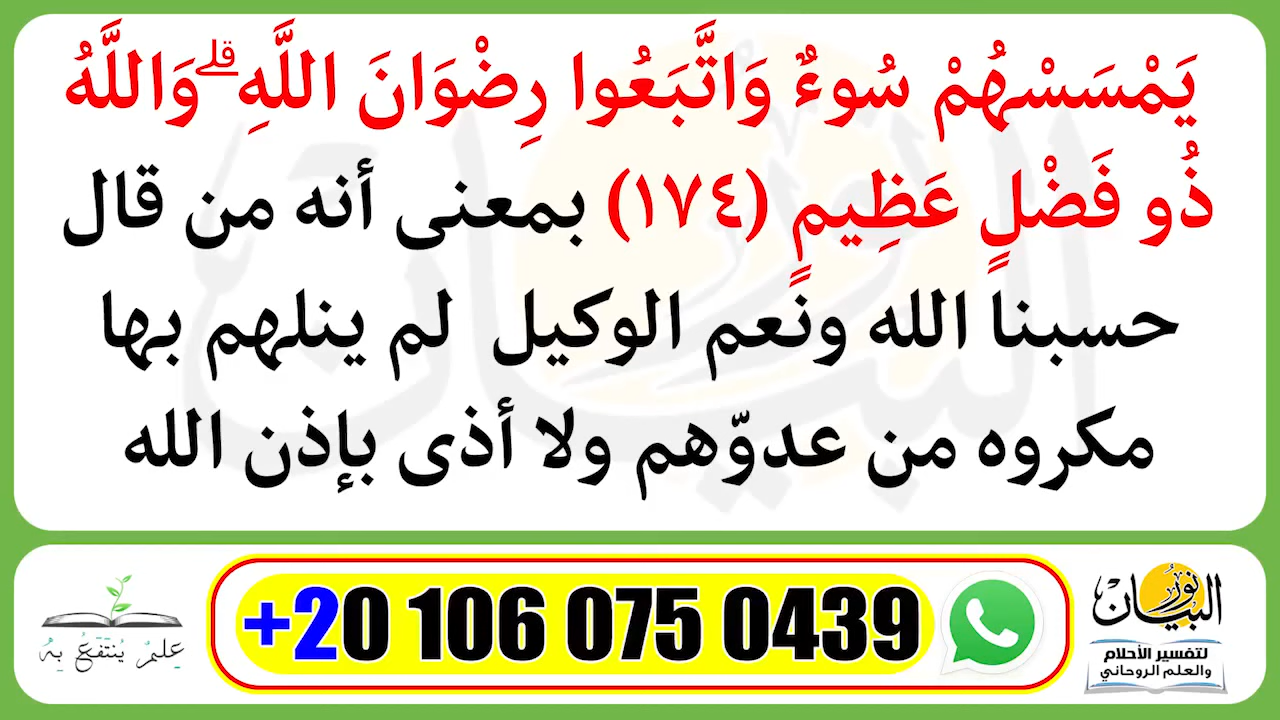 يَمْسَسْهُمْ سُوءٌ وَاتَّبَعُوا رِضْوَانَ اللَّهِ ۗ وَاللَّهُ
ذُو فَضْلٍ عَظِيمٍ (١٧٤) بمعنى أنه من قال
حسبنا الله ونعم الوكيل لم ينلهم بها
مكروه من عدوّهم ولا أذى بإذن الله
علم يُنتَفَعُ بِهُ
+20 106 075 0439
نور البيان
لتفسير الأحلام
والعلم الروحاني